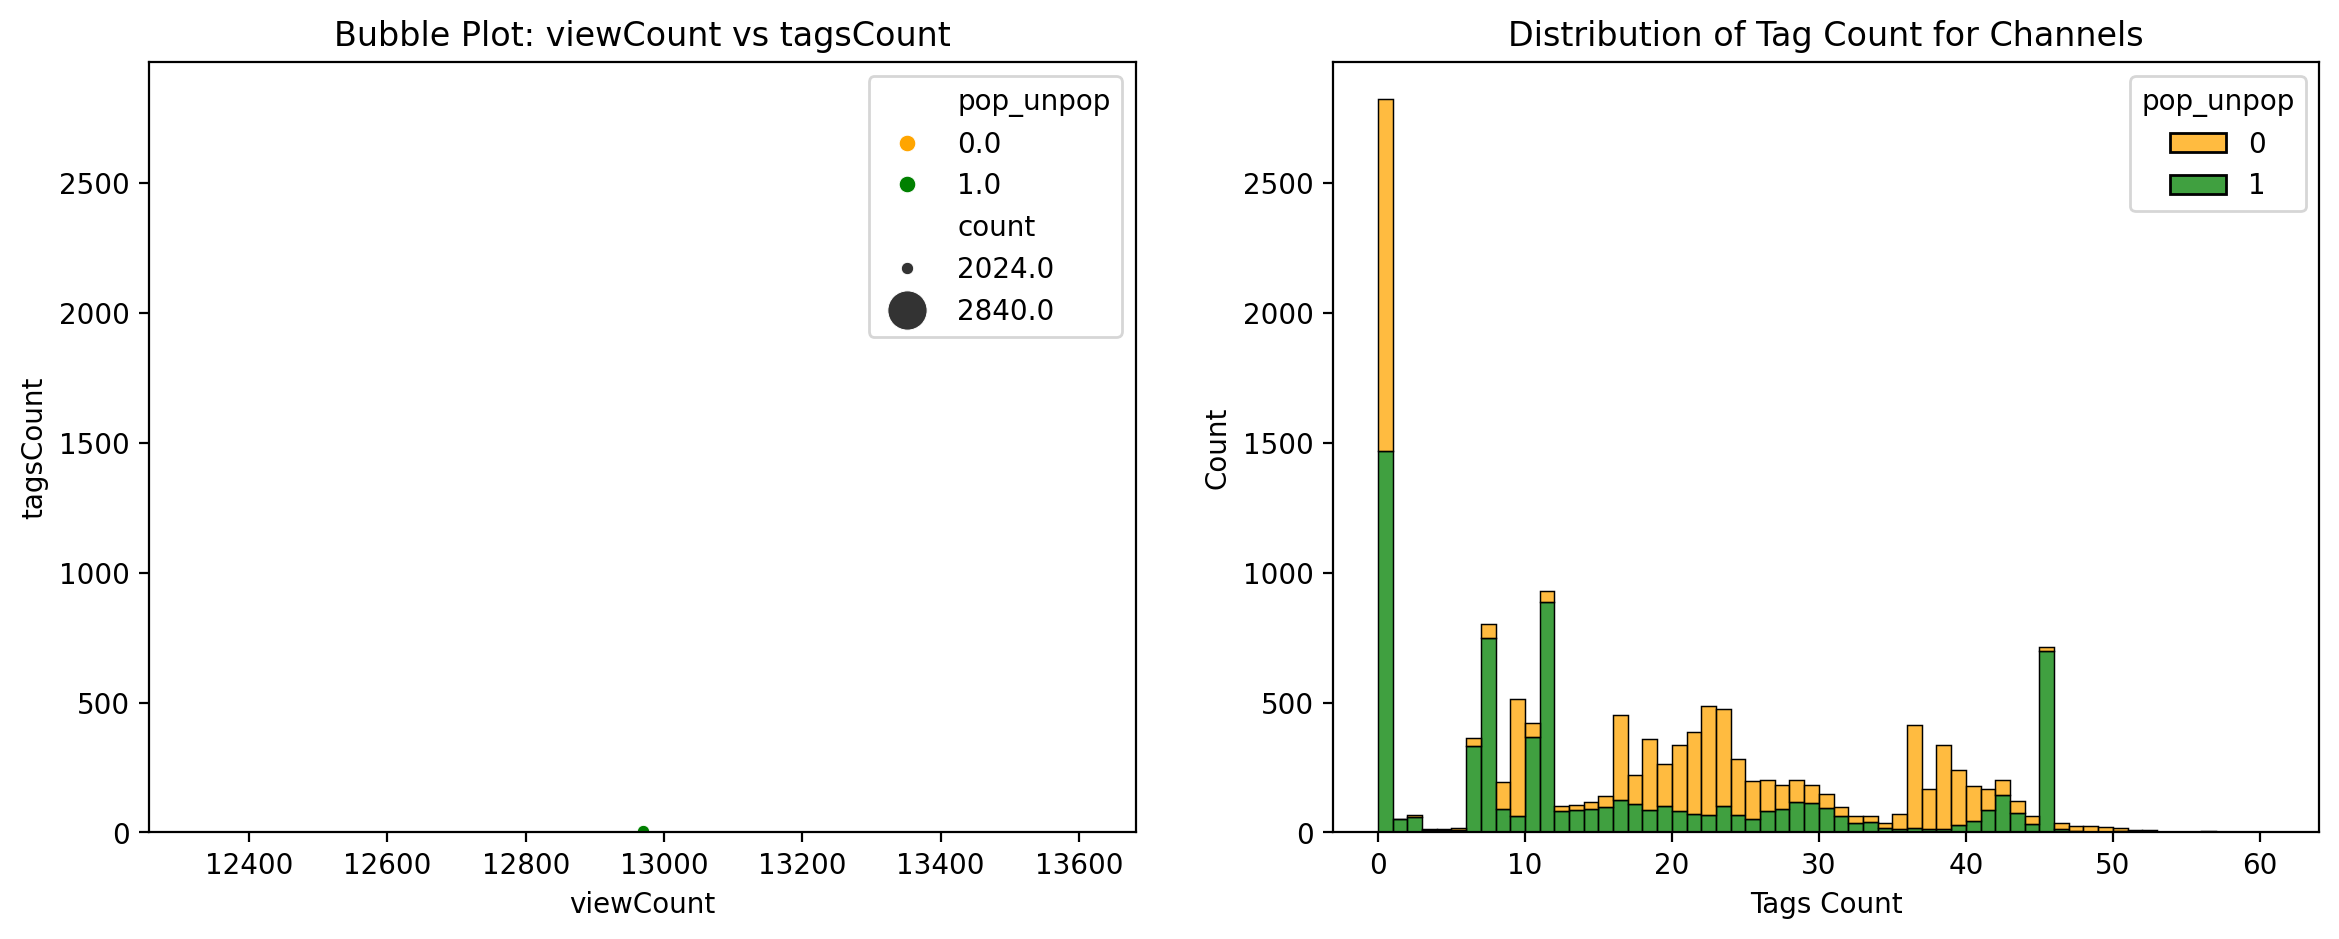 Bubble Plot: viewCount vs tagsCount
pop_unpop
0.0
1.0
count
2024.0
2840.0
2500
2000
1500
1000
500
0
tagsCount
12400 12600 12800 13000 13200 13400 13600
viewCount
Distribution of Tag Count for Channels
pop_unpop
0
1
2500
2000
1500
1000
500
0
Count
0 10 20 30 40 50 60
Tags Count